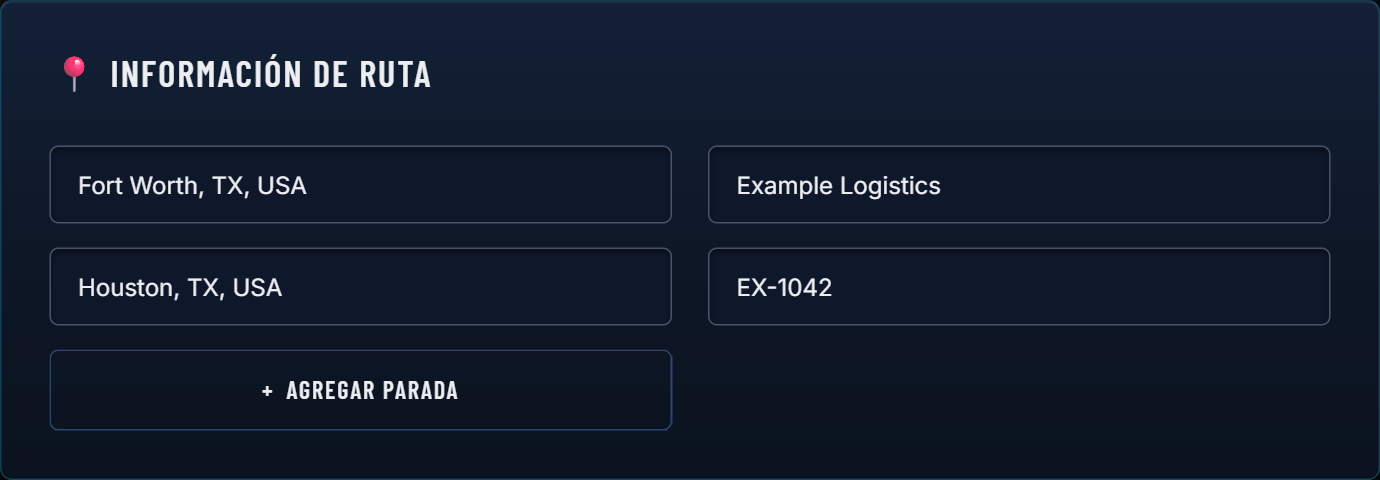 INFORMACIÓN DE RUTA
Fort Worth, TX, USA
Example Logistics
Houston, TX, USA
EX-1042
+ AGREGAR PARADA